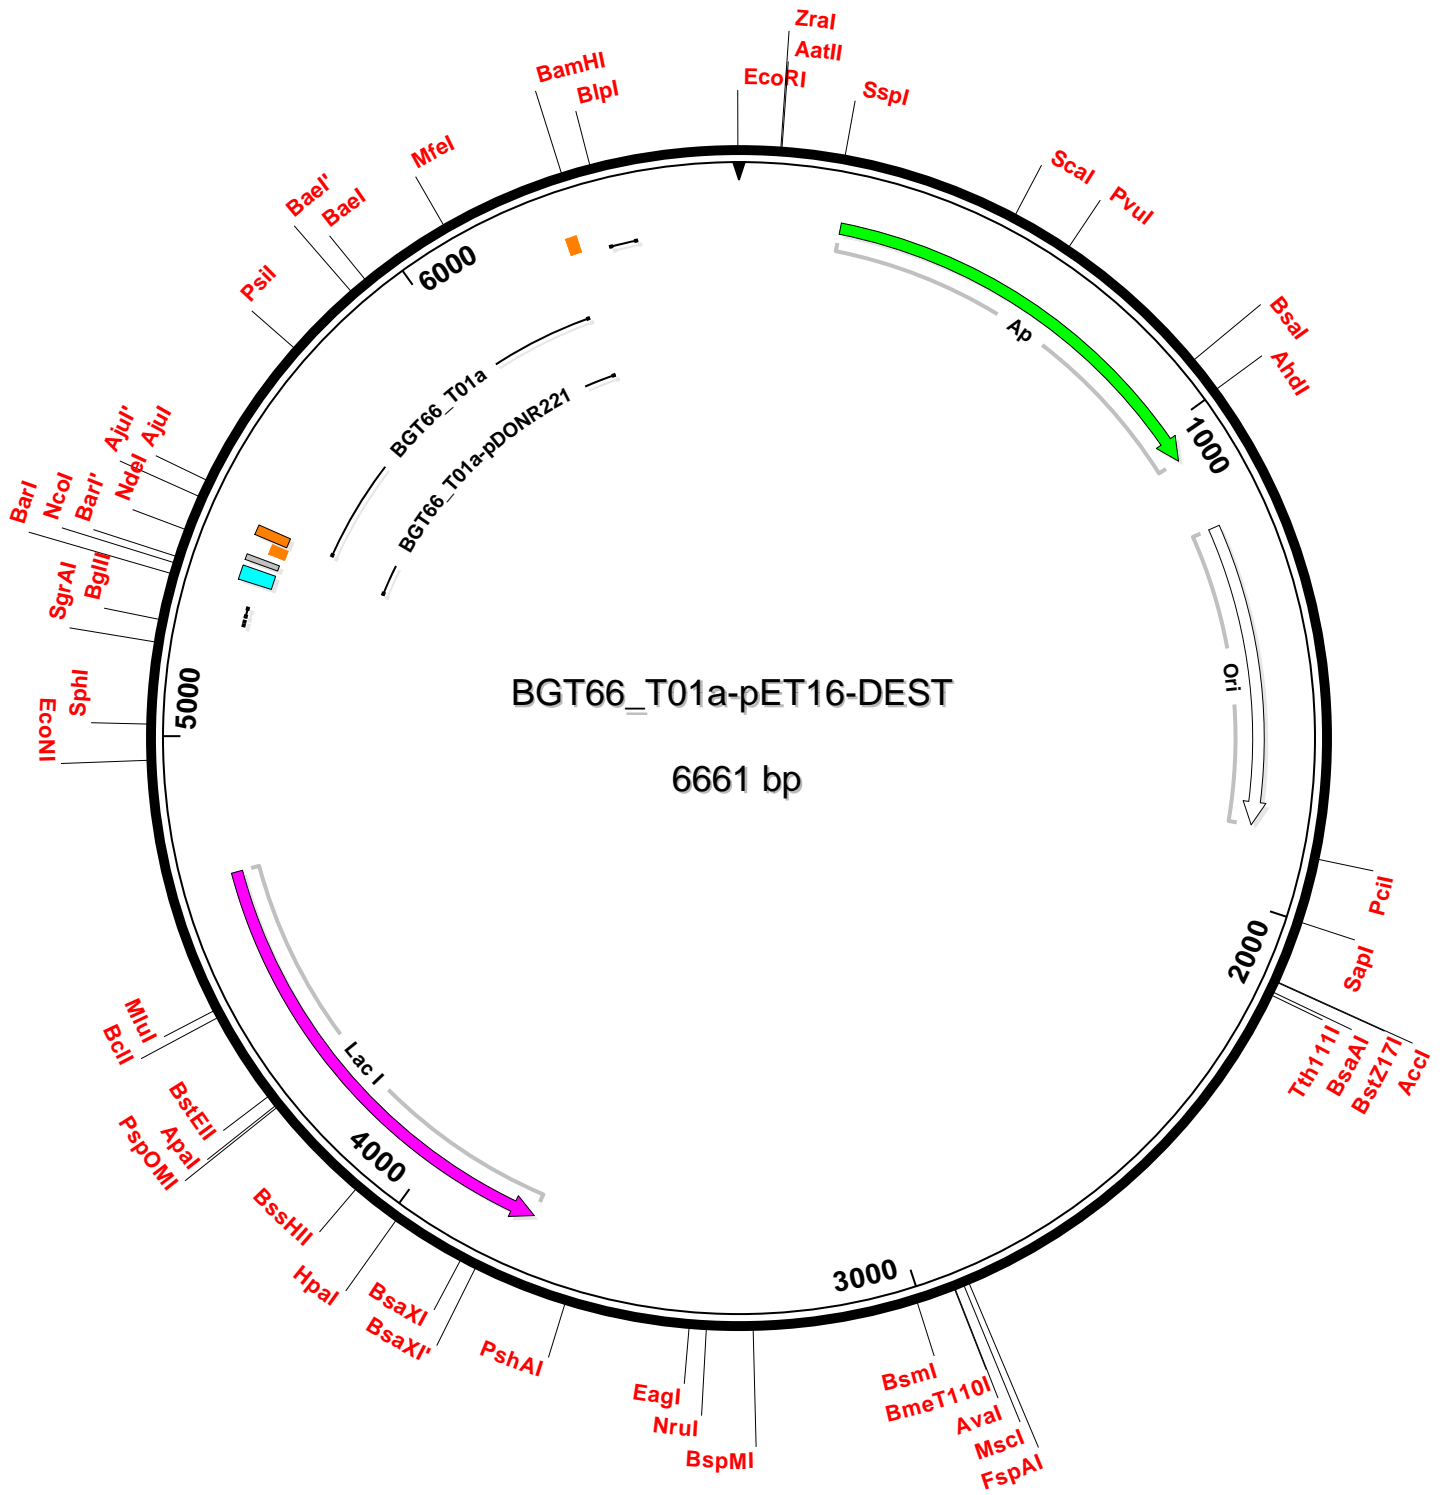 ZraI
AatII
EcoRI
SspI
ScaI
PvuI
BsaI
AhdI
1000
Ap
Ori
PciI
2000
SapI
Tth111I
BsaAI
BstZ17I
AccI
3000
BsmI
BmeT110I
AvaI
MscI
FspAI
BspMI
NruI
EagI
PshAI
BsaXI'
BsaXI
HpaI
4000
BssHII
PspOMI
ApaI
BstEII
BclI
MluI
Lac I
EcoNI
SphI
5000
SgrAI
BglII
BarI
NcoI
BarI'
NdeI
AjuI'
AjuI
PsiI
BaeI'
BaeI
MfeI
6000
BamHI
BlpI
BGT66_T01a
BGT66_T01a-pDONR221
BGT66_T01a-pET16-DEST
6661 bp